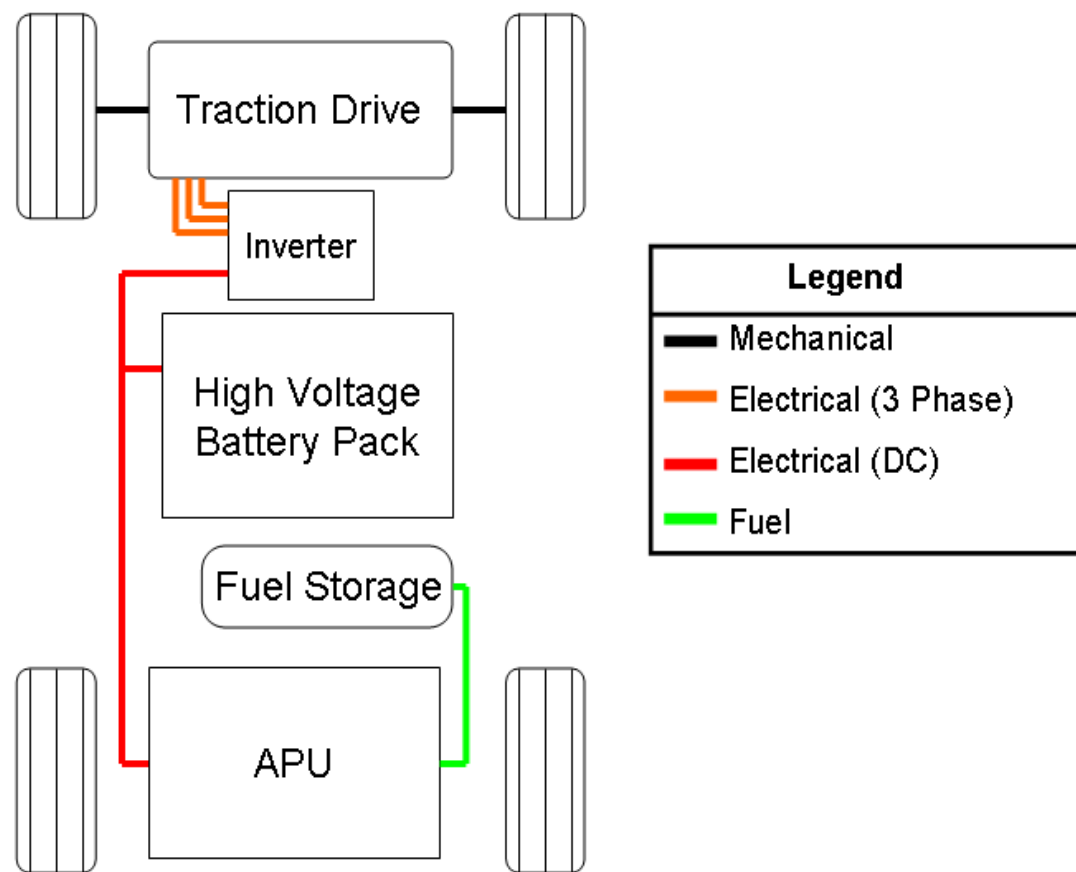 Traction Drive
Inverter
High Voltage
Battery Pack
Fuel Storage
APU
Legend
Mechanical
Electrical (3 Phase)
Electrical (DC)
Fuel